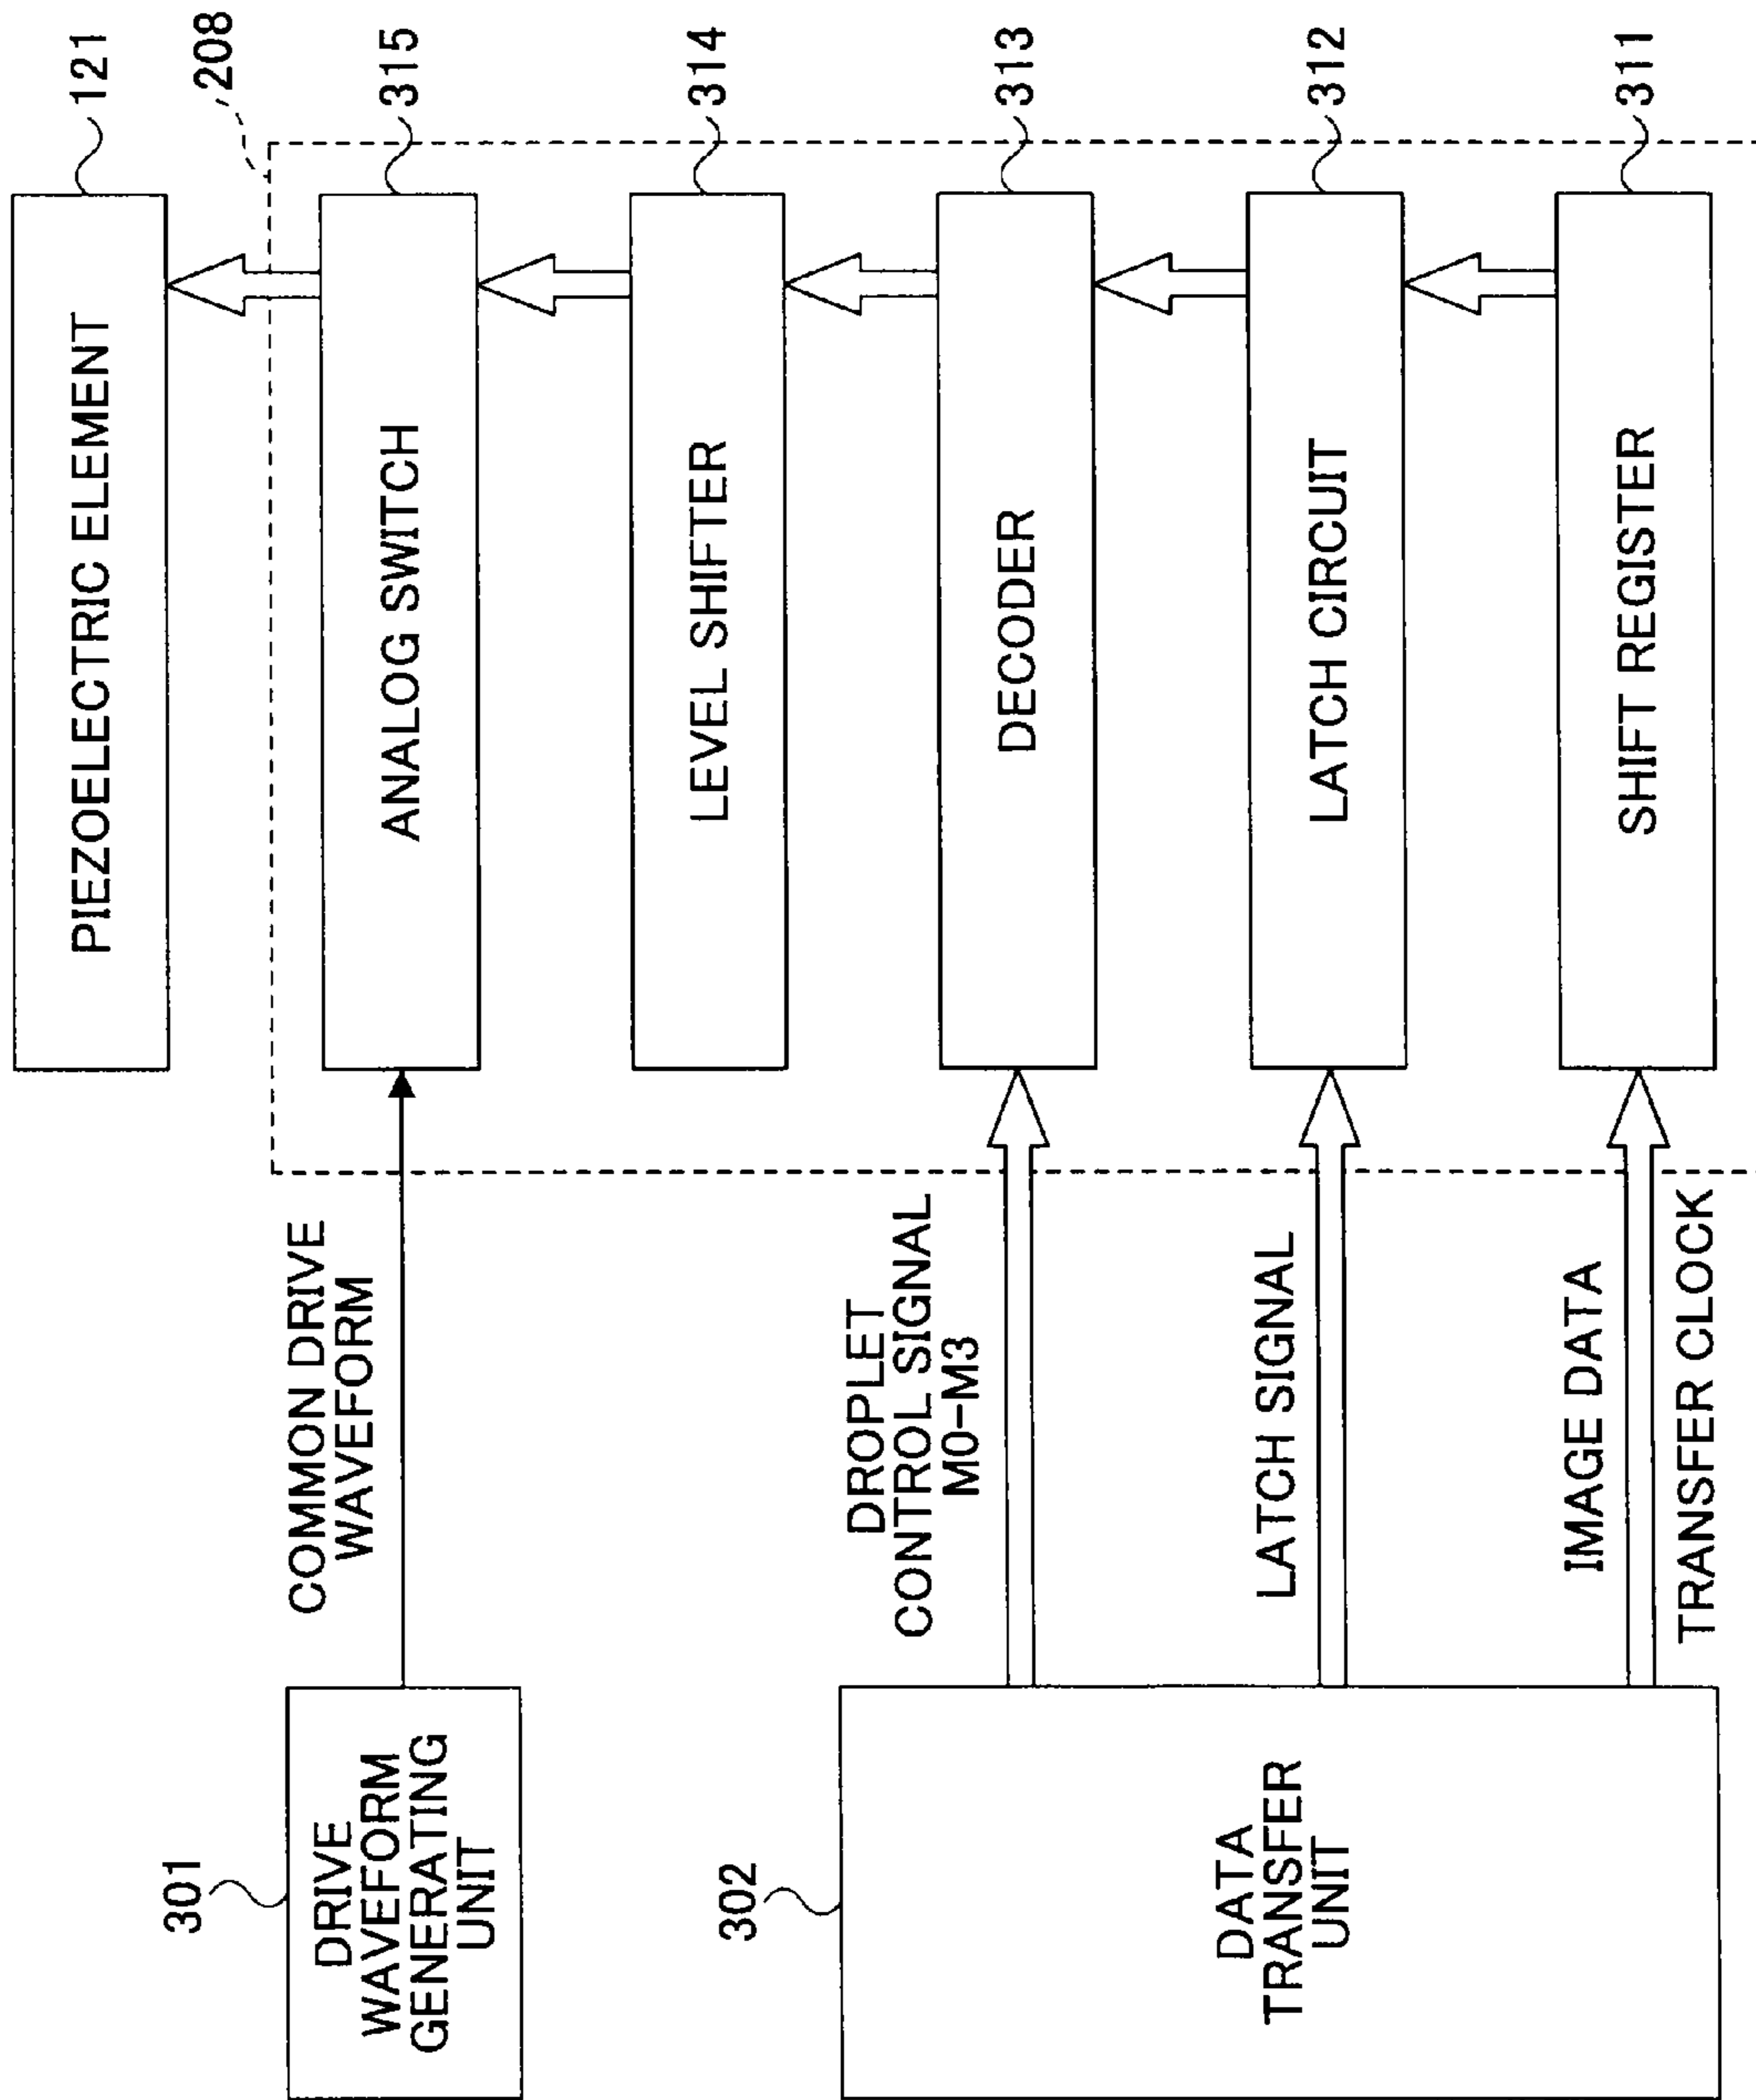 PIEZOELECTRIC ELEMENT
121
208
ANALOG SWITCH
315
LEVEL SHIFTER
314
DECODER
313
LATCH CIRCUIT
312
SHIFT REGISTER
311
COMMON DRIVE
WAVEFORM
DROPLET
CONTROL SIGNAL
M0-M3
LATCH SIGNAL
IMAGE DATA
TRANSFER CLOCK
301
DRIVE
WAVEFORM
GENERATING
UNIT
302
DATA
TRANSFER
UNIT